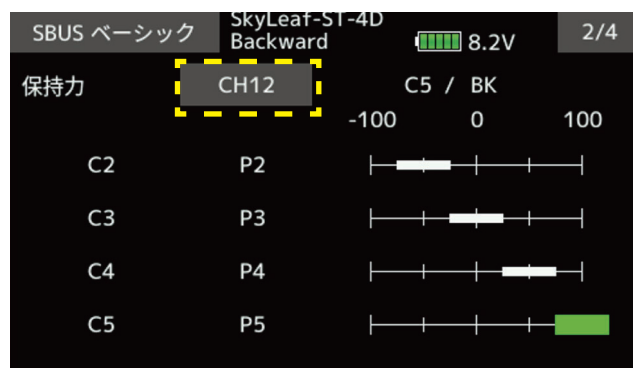 SBUS ベーシック
SkyLeaf-ST-4D
Backward
8.2V
2/4
保持力 CH12 C5 / BK
-100 0 100
C2 P2
C3 P3
C4 P4
C5 P5